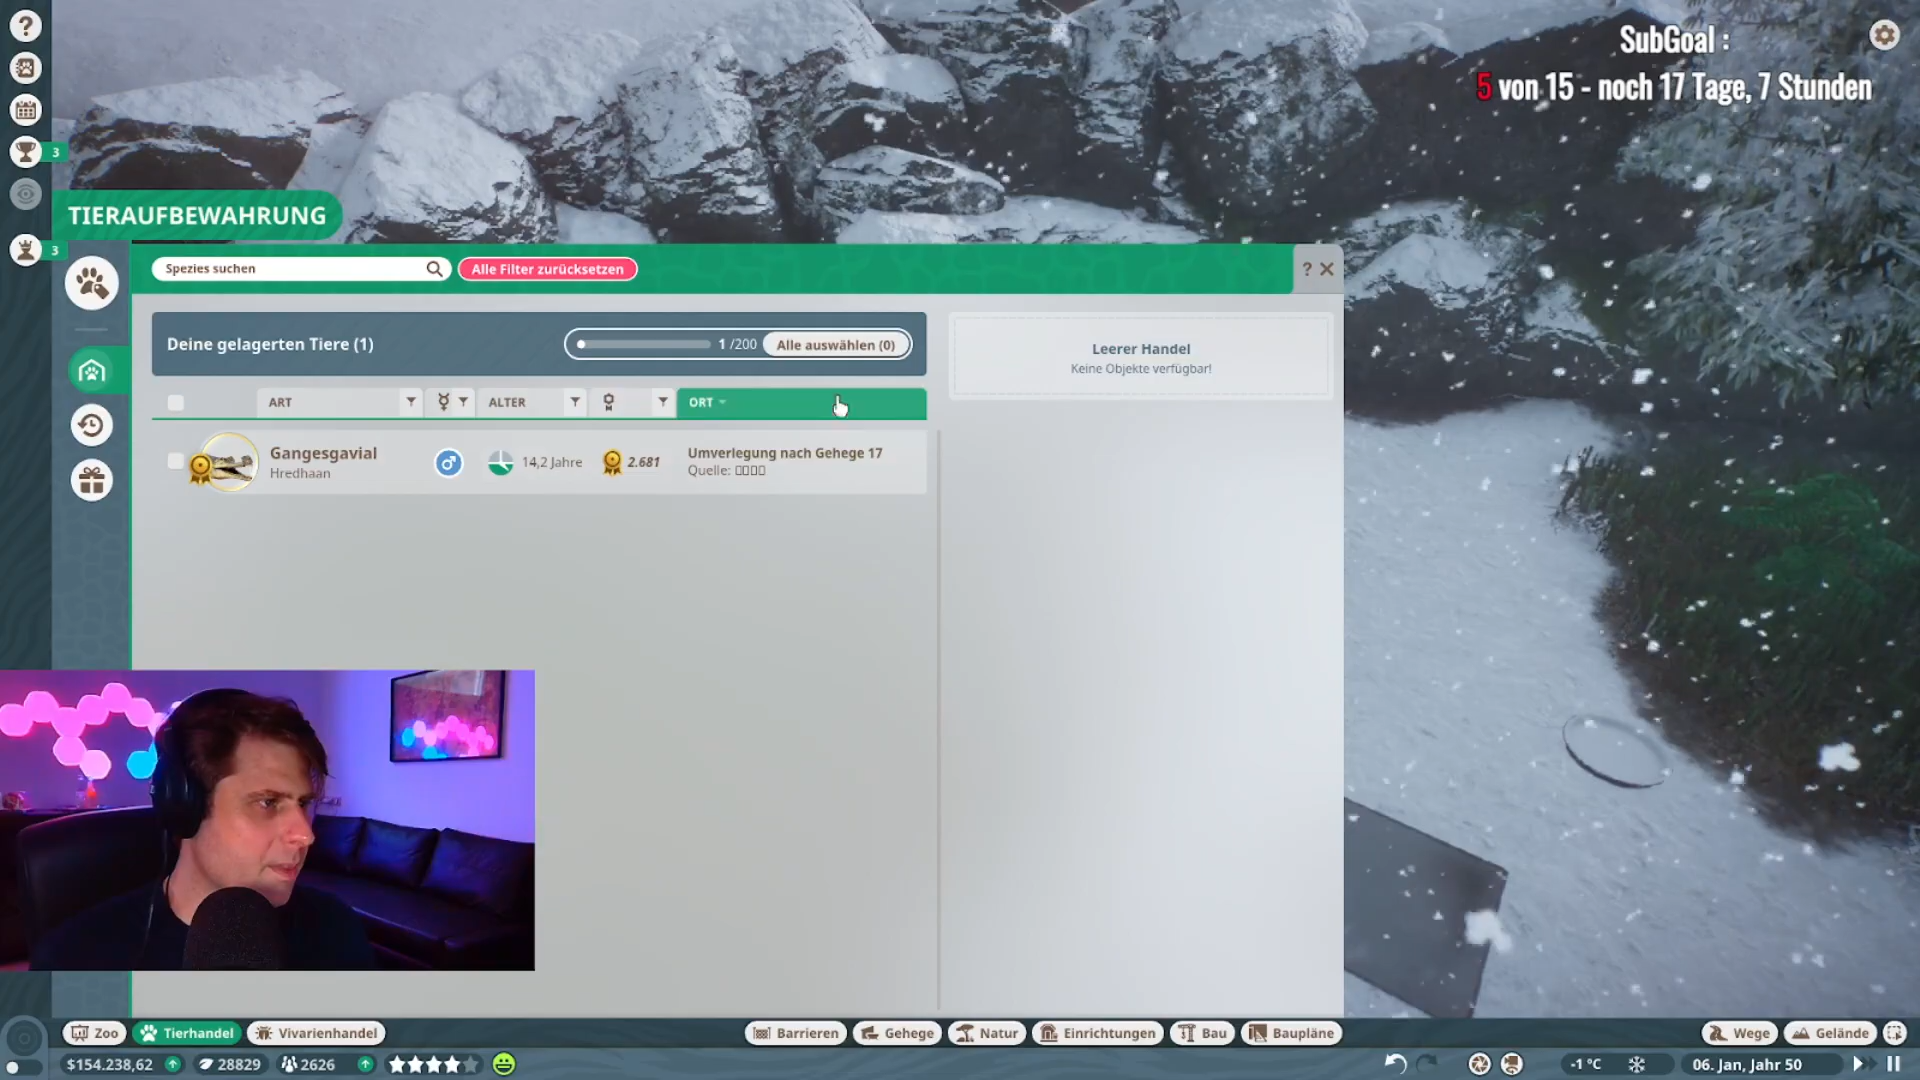 SubGoal :
5 von 15 - noch 17 Tage, 7 Stunden
3
TIERAUFBEWAHRUNG
3
Spezies suchen
Alle Filter zurücksetzen
?
Deine gelagerten Tiere (1)
1 /200
Alle auswählen (0)
Leerer Handel
Keine Objekte verfügbar!
ART
ALTER
ORT
Gangesgavial
Hredhaan
14,2 Jahre
2.681
Umverlegung nach Gehege 17
Quelle: ▯▯▯▯
Zoo
Tierhandel
Vivarienhandel
Barrieren
Gehege
Natur
Einrichtungen
Bau
Baupläne
Wege
Gelände
$154.238,62
28829
2626
-1 °C
06. Jan, Jahr 50